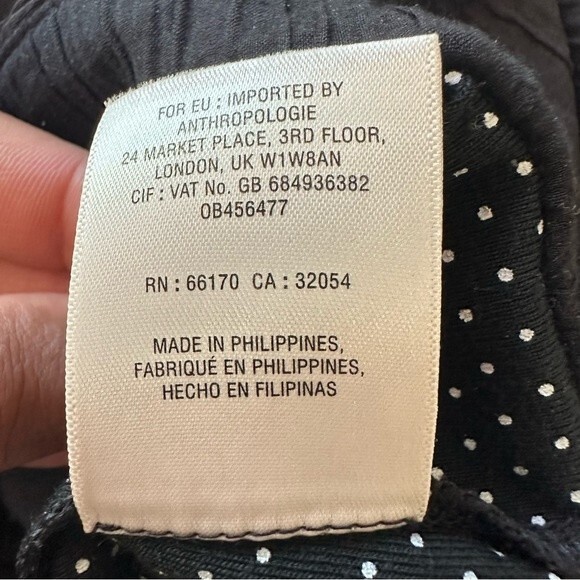 FOR EU : IMPORTED BY
ANTHROPOLOGIE
24 MARKET PLACE, 3RD FLOOR,
LONDON, UK W1W8AN
CIF : VAT No. GB 684936382
OB456477
RN : 66170 CA : 32054
MADE IN PHILIPPINES,
FABRIQUÉ EN PHILIPPINES,
HECHO EN FILIPINAS